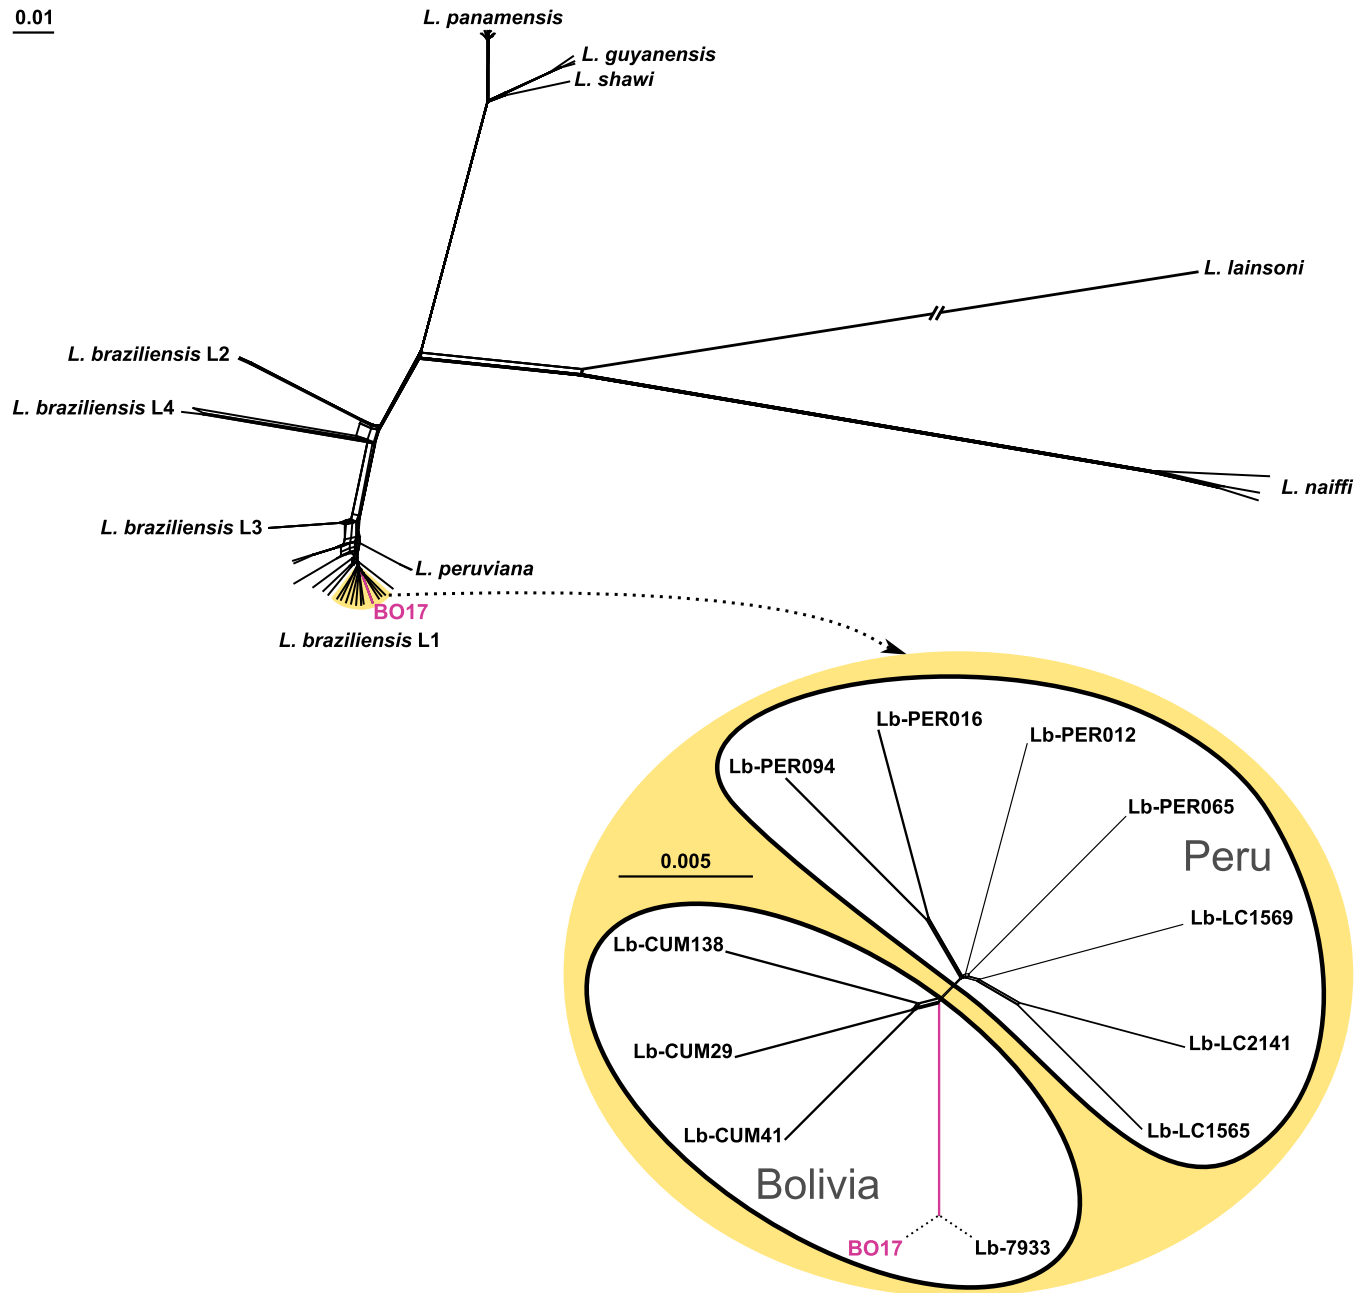 0.01
L. panamensis
L. guyanensis
L. shawi
L. lainsoni
L. braziliensis L2
L. braziliensis L4
L. naiffi
L. braziliensis L3
L. peruviana
BO17
L. braziliensis L1
Lb-PER016
Lb-PER012
Lb-PER094
Lb-PER065
Peru
0.005
Lb-LC1569
Lb-CUM138
Lb-LC2141
Lb-CUM29
Lb-LC1565
Lb-CUM41
Bolivia
BO17
Lb-7933